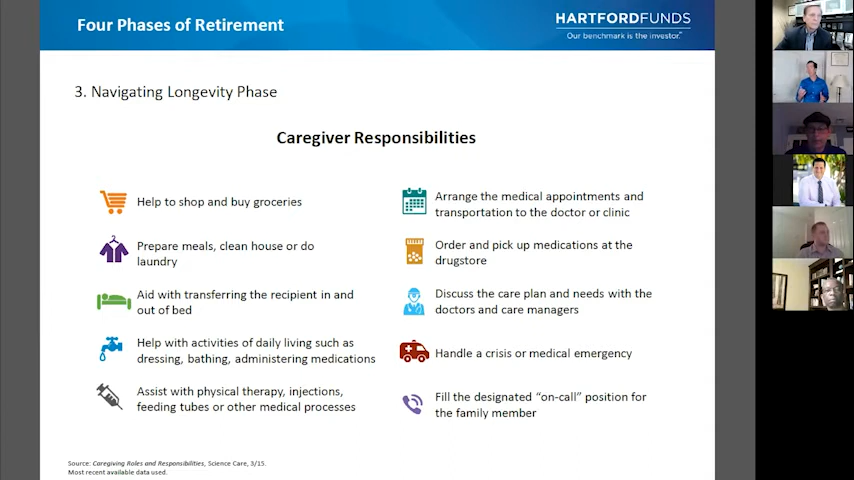 Four Phases of Retirement
HARTFORDFUNDS
Our benchmark is the investor.™
3. Navigating Longevity Phase
Caregiver Responsibilities
Help to shop and buy groceries
Prepare meals, clean house or do
laundry
Aid with transferring the recipient in and
out of bed
Help with activities of daily living such as
dressing, bathing, administering medications
Assist with physical therapy, injections,
feeding tubes or other medical processes
Arrange the medical appointments and
transportation to the doctor or clinic
Order and pick up medications at the
drugstore
Discuss the care plan and needs with the
doctors and care managers
Handle a crisis or medical emergency
Fill the designated “on-call” position for
the family member
Source: Caregiving Roles and Responsibilities, Science Care, 3/15.
Most recent available data used.